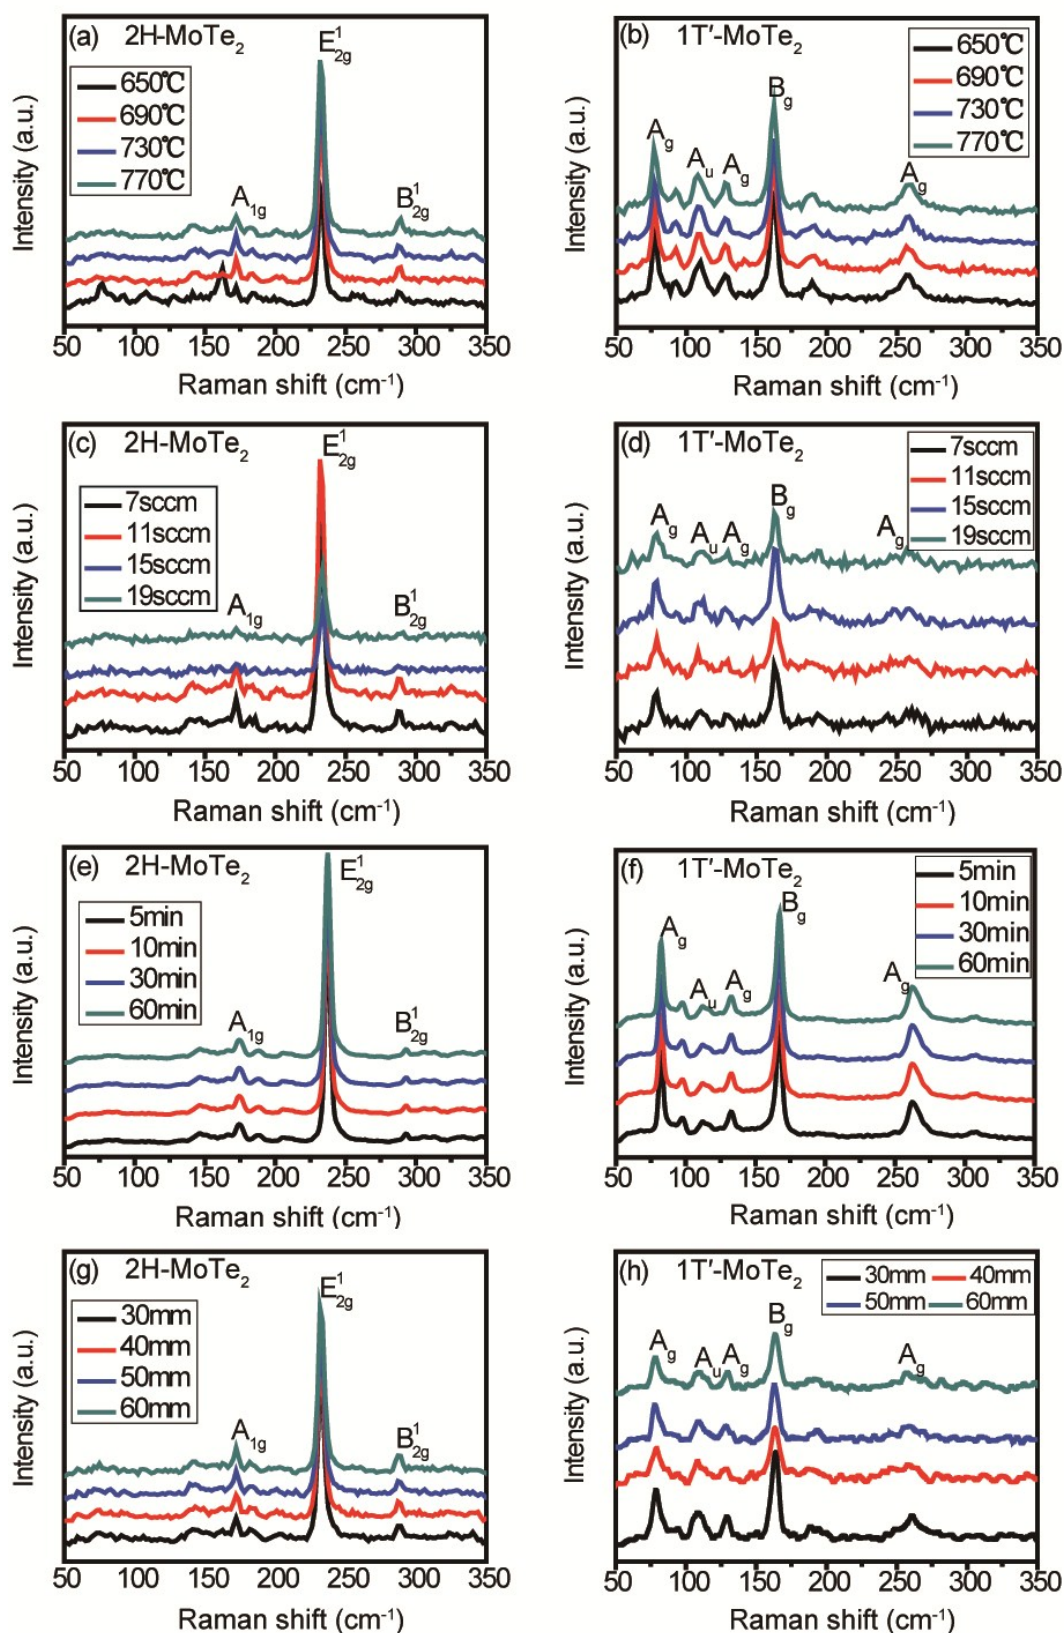 (a) 2H-MoTe2
E12g
650℃
690℃
730℃
770℃
A1g
B12g
Intensity (a.u.)
50 100 150 200 250 300 350
Raman shift (cm-1)
(b) 1T′-MoTe2
650℃
690℃
730℃
770℃
Ag
Au
Ag
Bg
Ag
Intensity (a.u.)
50 100 150 200 250 300 350
Raman shift (cm-1)
(c) 2H-MoTe2
E12g
7sccm
11sccm
15sccm
19sccm
A1g
B12g
Intensity (a.u.)
50 100 150 200 250 300 350
Raman shift (cm-1)
(d) 1T′-MoTe2
7sccm
11sccm
15sccm
19sccm
Ag
Au
Ag
Bg
Ag
Intensity (a.u.)
50 100 150 200 250 300 350
Raman shift (cm-1)
(e) 2H-MoTe2
E12g
5min
10min
30min
60min
A1g
B12g
Intensity (a.u.)
50 100 150 200 250 300 350
Raman shift (cm-1)
(f) 1T′-MoTe2
5min
10min
30min
60min
Ag
Au
Ag
Bg
Ag
Intensity (a.u.)
50 100 150 200 250 300 350
Raman shift (cm-1)
(g) 2H-MoTe2
E12g
30mm
40mm
50mm
60mm
A1g
B12g
Intensity (a.u.)
50 100 150 200 250 300 350
Raman shift (cm-1)
(h) 1T′-MoTe2
30mm 40mm
50mm 60mm
Ag
Au
Ag
Bg
Ag
Intensity (a.u.)
50 100 150 200 250 300 350
Raman shift (cm-1)